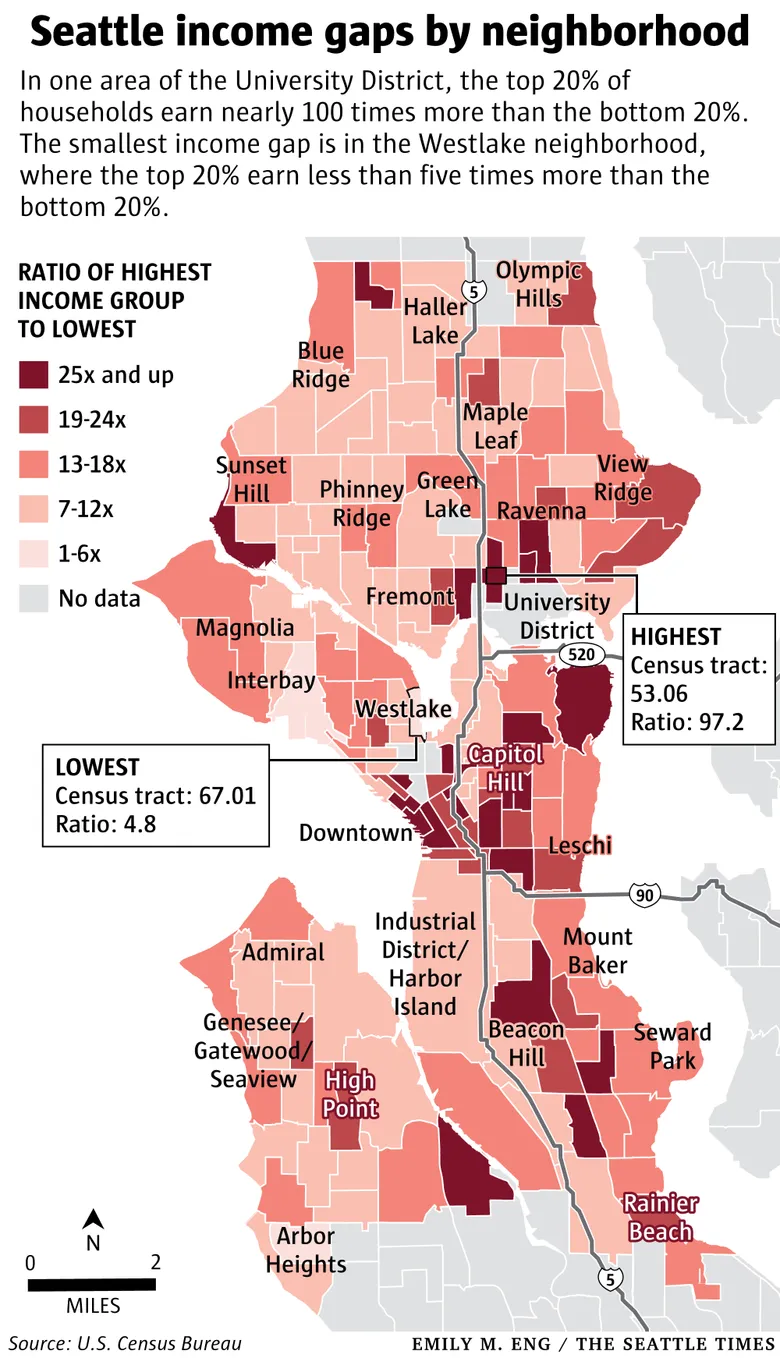 Seattle income gaps by neighborhood
In one area of the University District, the top 20% of
households earn nearly 100 times more than the bottom 20%.
The smallest income gap is in the Westlake neighborhood,
where the top 20% earn less than five times more than the
bottom 20%.
RATIO OF HIGHEST
INCOME GROUP
TO LOWEST
25x and up
19-24x
13-18x
7-12x
1-6x
No data
5
Olympic
Hills
Haller
Lake
Blue
Ridge
Maple
Leaf
Sunset
Hill
Phinney
Ridge
Green
Lake
Ravenna
View
Ridge
Fremont
University
District
Magnolia
Interbay
Westlake
520
HIGHEST
Census tract:
53.06
Ratio: 97.2
LOWEST
Census tract: 67.01
Ratio: 4.8
Capitol
Hill
Downtown
Leschi
90
Industrial
District/
Harbor
Island
Mount
Baker
Admiral
Genesee/
Gatewood/
Seaview
High
Point
Beacon
Hill
Seward
Park
Rainier
Beach
Arbor
Heights
N
0 2
MILES
5
Source: U.S. Census Bureau
EMILY M. ENG / THE SEATTLE TIMES